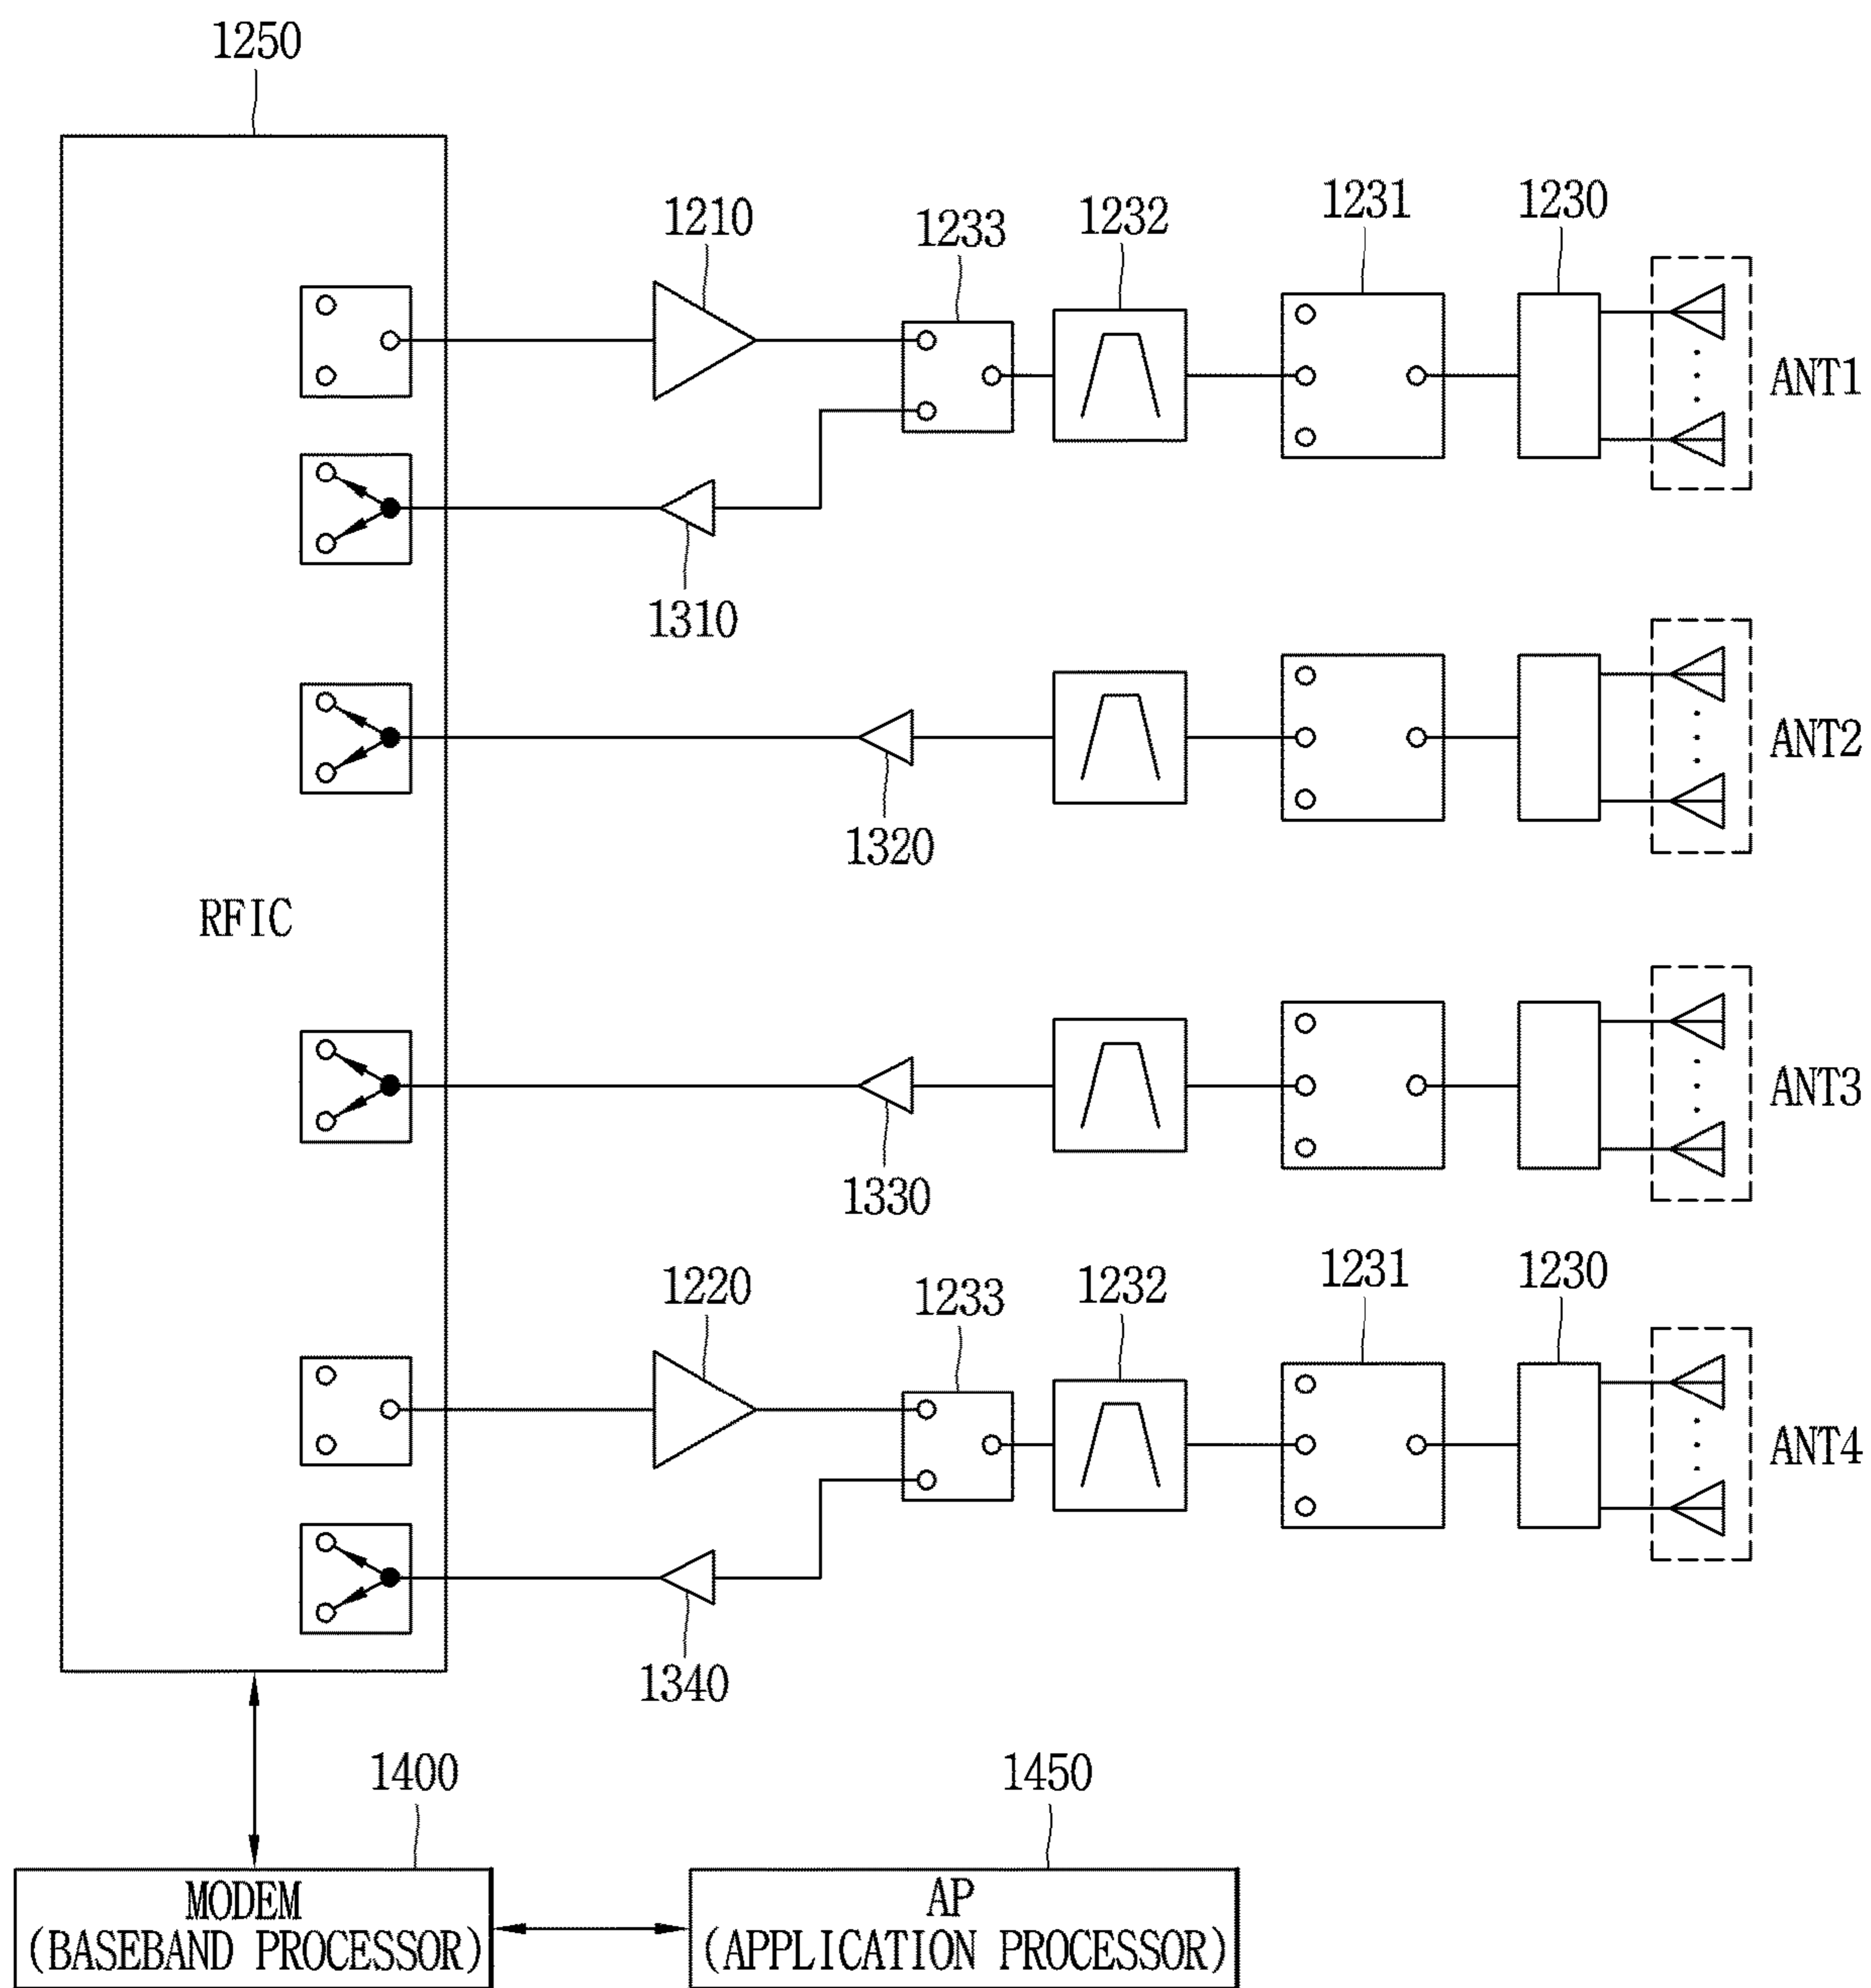 1250
1210
1233
1232
1231
1230
ANT1
1310
ANT2
1320
RFIC
ANT3
1330
1220
1233
1232
1231
1230
ANT4
1340
1400
1450
MODEM
(BASEBAND PROCESSOR)
AP
(APPLICATION PROCESSOR)